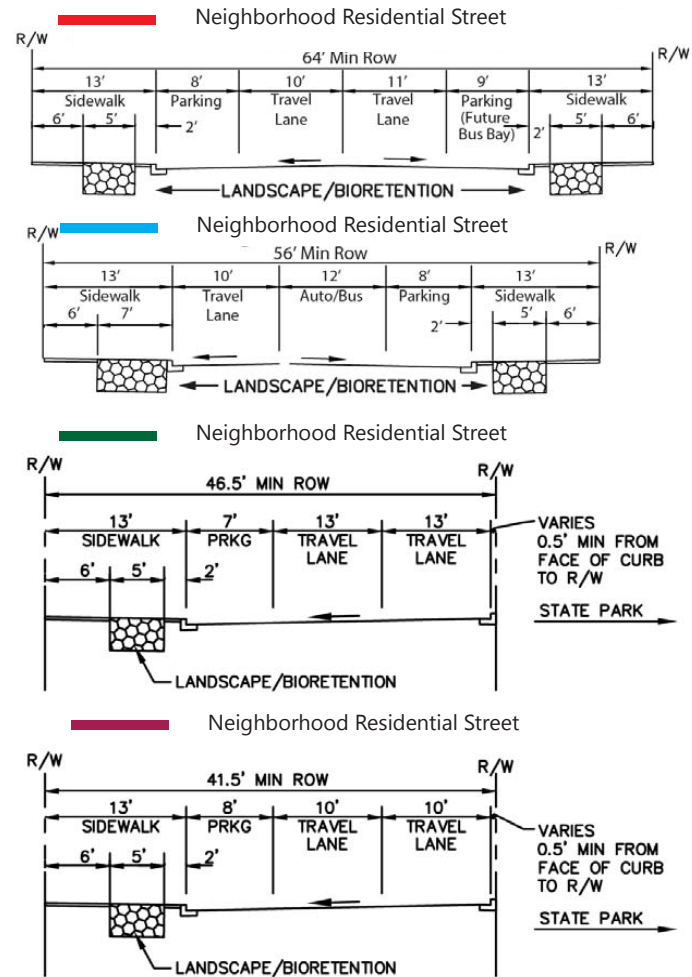 Neighborhood Residential Street
R/W
R/W
64' Min Row
13' 8' 10' 11' 9' 13'
Sidewalk Parking Travel Travel Parking Sidewalk
Lane Lane (Future
Bus Bay)
6' 5' 2' 2' 5' 6'
LANDSCAPE/BIORETENTION
Neighborhood Residential Street
R/W
R/W
56' Min Row
13' 10' 12' 8' 13'
Sidewalk Travel Auto/Bus Parking Sidewalk
Lane
6' 7' 2' 5' 6'
LANDSCAPE/BIORETENTION
Neighborhood Residential Street
R/W
R/W
46.5' MIN ROW
13' 7' 13' 13'
SIDEWALK PRKG TRAVEL TRAVEL
LANE LANE
6' 5' 2'
VARIES
0.5' MIN FROM
FACE OF CURB
TO R/W
STATE PARK
LANDSCAPE/BIORETENTION
Neighborhood Residential Street
R/W
R/W
41.5' MIN ROW
13' 8' 10' 10'
SIDEWALK PRKG TRAVEL TRAVEL
LANE LANE
6' 5' 2'
VARIES
0.5' MIN FROM
FACE OF CURB
TO R/W
STATE PARK
LANDSCAPE/BIORETENTION